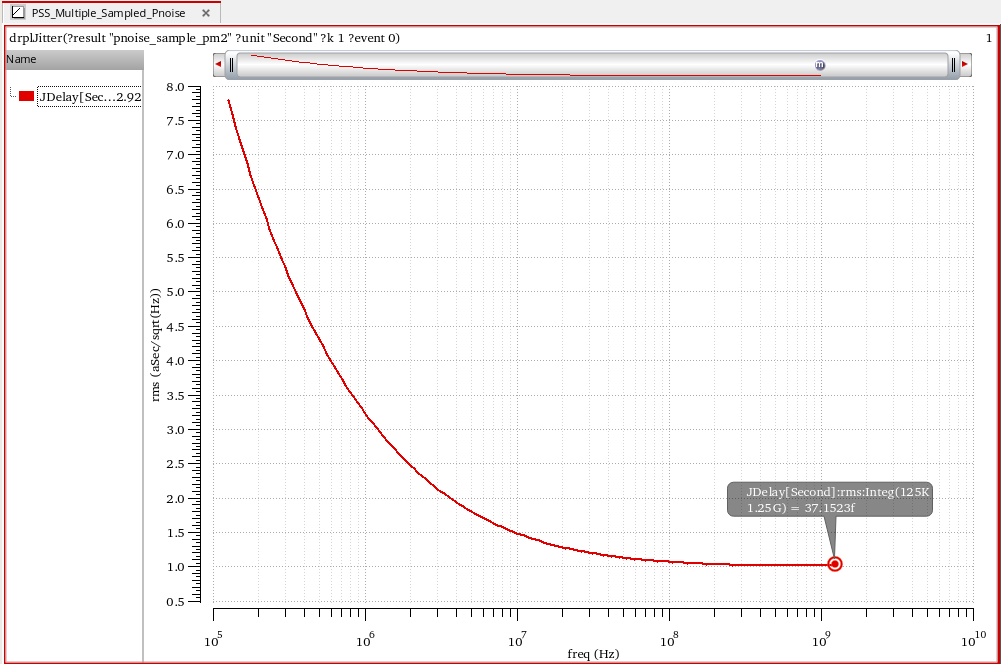 PSS_Multiple_Sampled_Pnoise
drplJitter(?result "pnoise_sample_pm2" ?unit "Second" ?k 1 ?event 0)
1
Name
JDelay[Sec...2.92
m
8.0
7.5
7.0
6.5
6.0
5.5
5.0
4.5
4.0
3.5
3.0
2.5
2.0
1.5
1.0
0.5
rms (aSec/sqrt(Hz))
JDelay[Second]:rms:Integ(125K
1.25G) = 37.1523f
10^5 10^6 10^7 10^8 10^9 10^10
freq (Hz)